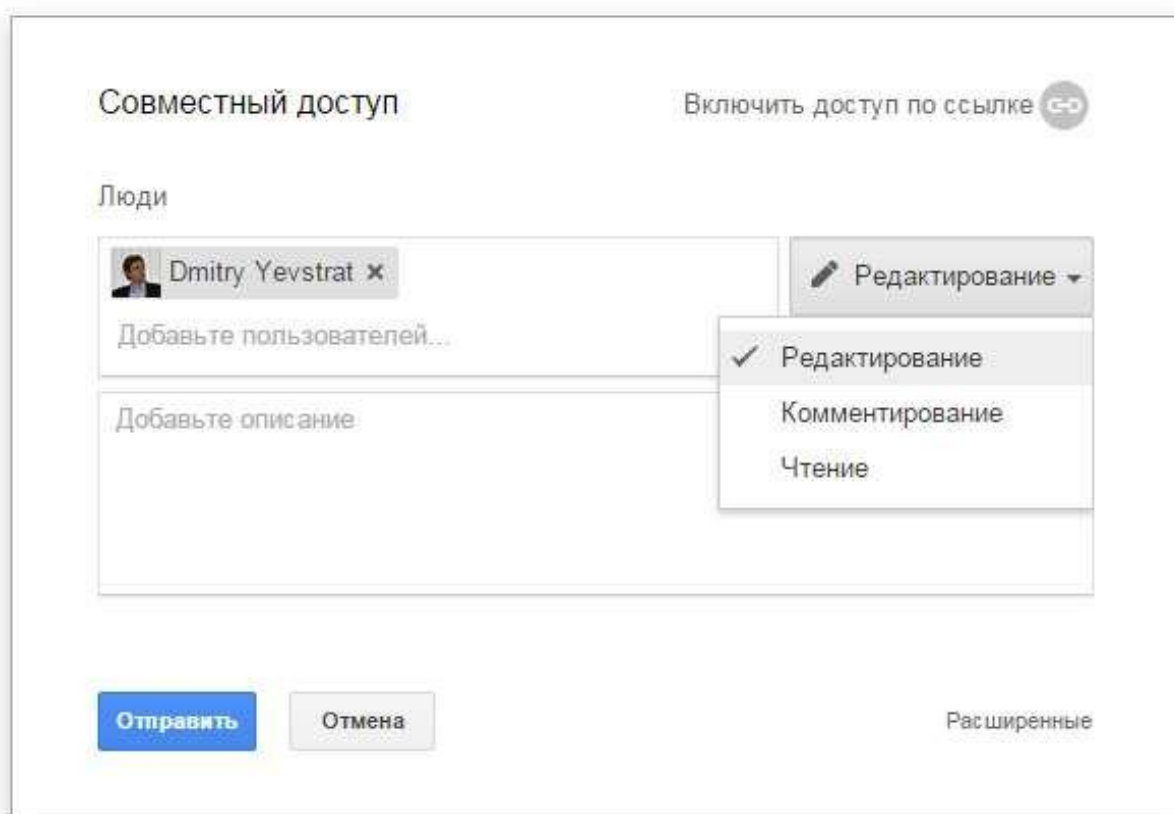 Совместный доступ
Включить доступ по ссылке
Люди
Dmitry Yevstrat
Редактирование
Добавьте пользователей...
Редактирование
Комментирование
Чтение
Добавьте описание
Отправить
Отмена
Расширенные